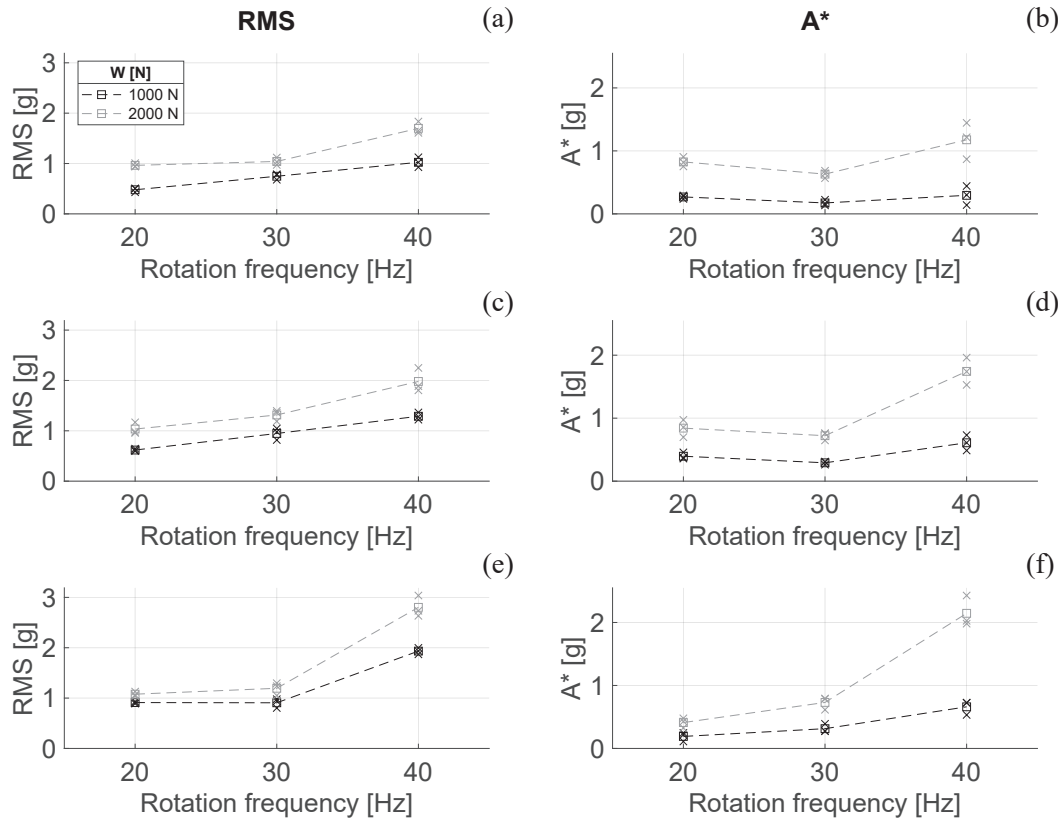 RMS
(a)
3
2
1
0
RMS [g]
W [N]
1000 N
2000 N
20 30 40
Rotation frequency [Hz]
A*
(b)
2
1
0
A* [g]
20 30 40
Rotation frequency [Hz]
(c)
3
2
1
0
RMS [g]
20 30 40
Rotation frequency [Hz]
(d)
2
1
0
A* [g]
20 30 40
Rotation frequency [Hz]
(e)
3
2
1
0
RMS [g]
20 30 40
Rotation frequency [Hz]
(f)
2
1
0
A* [g]
20 30 40
Rotation frequency [Hz]